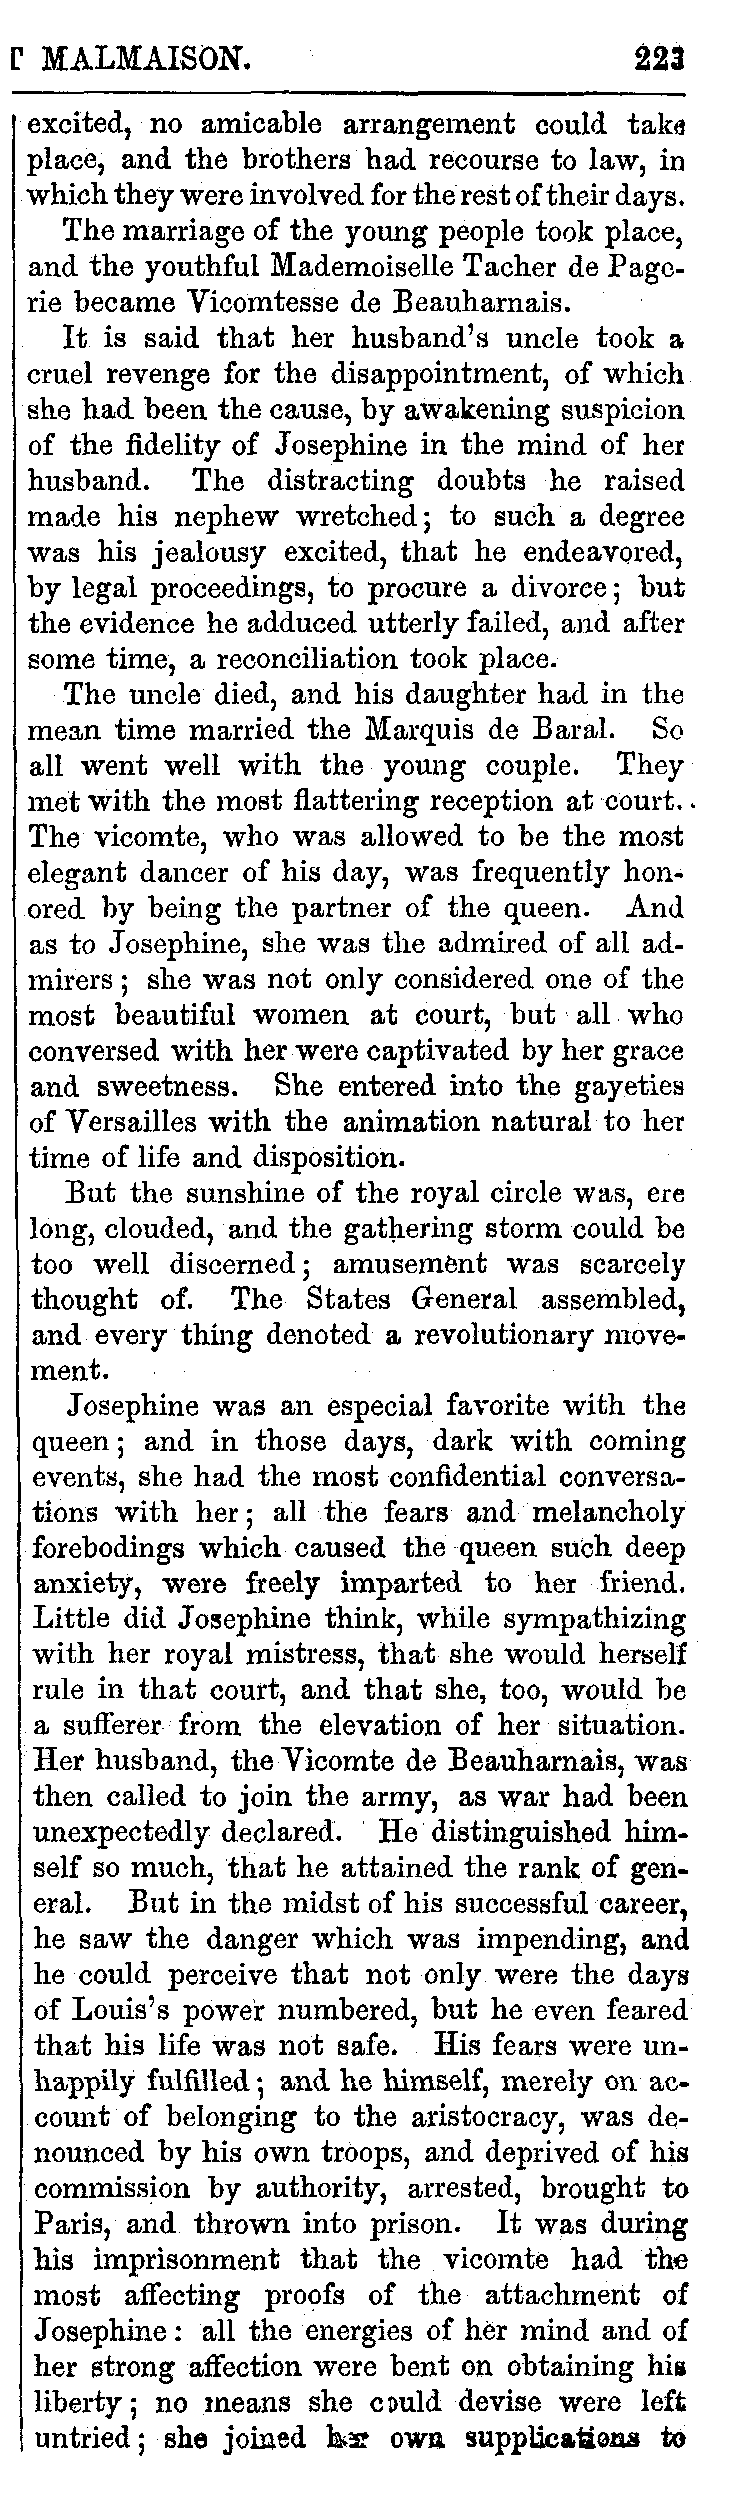 MALMAISON. 223
excited, no amicable arrangement could take
place, and the brothers had recourse to law, in
which they were involved for the rest of their days.
The marriage of the young people took place,
and the youthful Mademoiselle Tacher de Page-
rie became Vicomtesse de Beauharnais.
It is said that her husband's uncle took a
cruel revenge for the disappointment, of which
she had been the cause, by awakening suspicion
of the fidelity of Josephine in the mind of her
husband. The distracting doubts he raised
made his nephew wretched; to such a degree
was his jealousy excited, that he endeavored,
by legal proceedings, to procure a divorce; but
the evidence he adduced utterly failed, and after
some time, a reconciliation took place.
The uncle died, and his daughter had in the
mean time married the Marquis de Baral. So
all went well with the young couple. They
met with the most flattering reception at court.
The vicomte, who was allowed to be the most
elegant dancer of his day, was frequently hon-
ored by being the partner of the queen. And
as to Josephine, she was the admired of all ad-
mirers; she was not only considered one of the
most beautiful women at court, but all who
conversed with her were captivated by her grace
and sweetness. She entered into the gayeties
of Versailles with the animation natural to her
time of life and disposition.
But the sunshine of the royal circle was, ere
long, clouded, and the gathering storm could be
too well discerned; amusement was scarcely
thought of. The States General assembled,
and every thing denoted a revolutionary move-
ment.
Josephine was an especial favorite with the
queen; and in those days, dark with coming
events, she had the most confidential conversa-
tions with her; all the fears and melancholy
forebodings which caused the queen such deep
anxiety, were freely imparted to her friend.
Little did Josephine think, while sympathizing
with her royal mistress, that she would herself
rule in that court, and that she, too, would be
a sufferer from the elevation of her situation.
Her husband, the Vicomte de Beauharnais, was
then called to join the army, as war had been
unexpectedly declared. He distinguished him-
self so much, that he attained the rank of gen-
eral. But in the midst of his successful career,
he saw the danger which was impending, and
he could perceive that not only were the days
of Louis's power numbered, but he even feared
that his life was not safe. His fears were un-
happily fulfilled; and he himself, merely on ac-
count of belonging to the aristocracy, was de-
nounced by his own troops, and deprived of his
commission by authority, arrested, brought to
Paris, and thrown into prison. It was during
his imprisonment that the vicomte had the
most affecting proofs of the attachment of
Josephine: all the energies of her mind and of
her strong affection were bent on obtaining his
liberty; no means she could devise were left
untried; she joined her own supplications to